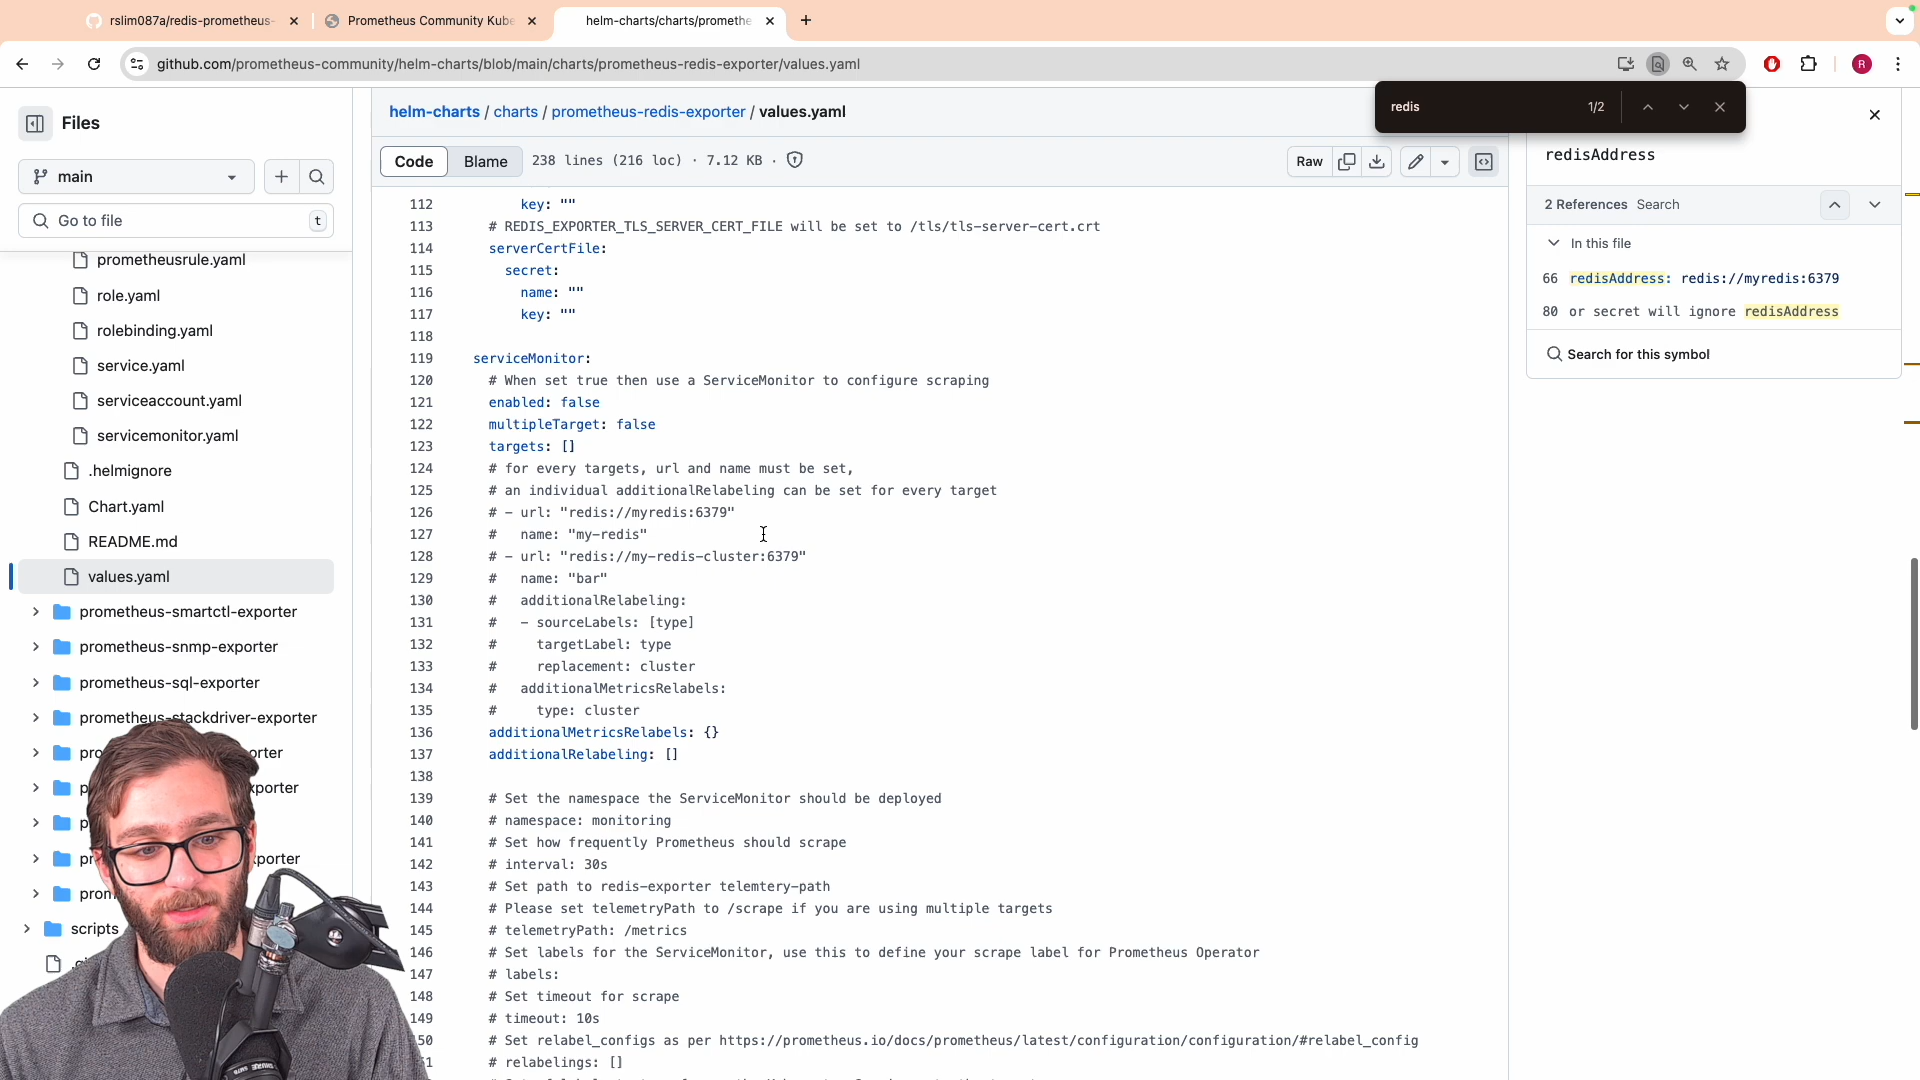 rslim087a/redis-prometheus-
Prometheus Community Kube
helm-charts/charts/promethe
github.com/prometheus-community/helm-charts/blob/main/charts/prometheus-redis-exporter/values.yaml
R
redis 1/2
Files
main
Go to file t
prometheusrule.yaml
role.yaml
rolebinding.yaml
service.yaml
serviceaccount.yaml
servicemonitor.yaml
.helmignore
Chart.yaml
README.md
values.yaml
prometheus-smartctl-exporter
prometheus-snmp-exporter
prometheus-sql-exporter
prometheus-stackdriver-exporter
scripts
helm-charts / charts / prometheus-redis-exporter / values.yaml
Code Blame 238 lines (216 loc) · 7.12 KB ·
Raw
112 key: ""
113 # REDIS_EXPORTER_TLS_SERVER_CERT_FILE will be set to /tls/tls-server-cert.crt
114 serverCertFile:
115 secret:
116 name: ""
117 key: ""
118
119 serviceMonitor:
120 # When set true then use a ServiceMonitor to configure scraping
121 enabled: false
122 multipleTarget: false
123 targets: []
124 # for every targets, url and name must be set,
125 # an individual additionalRelabeling can be set for every target
126 # - url: "redis://myredis:6379"
127 # name: "my-redis"
128 # - url: "redis://my-redis-cluster:6379"
129 # name: "bar"
130 # additionalRelabeling:
131 # - sourceLabels: [type]
132 # targetLabel: type
133 # replacement: cluster
134 # additionalMetricsRelabels:
135 # type: cluster
136 additionalMetricsRelabels: {}
137 additionalRelabeling: []
138
139 # Set the namespace the ServiceMonitor should be deployed
140 # namespace: monitoring
141 # Set how frequently Prometheus should scrape
142 # interval: 30s
143 # Set path to redis-exporter telemtery-path
144 # Please set telemetryPath to /scrape if you are using multiple targets
145 # telemetryPath: /metrics
146 # Set labels for the ServiceMonitor, use this to define your scrape label for Prometheus Operator
147 # labels:
148 # Set timeout for scrape
149 # timeout: 10s
50 # Set relabel_configs as per https://prometheus.io/docs/prometheus/latest/configuration/configuration/#relabel_config
1 # relabelings: []
redisAddress
2 References Search
In this file
66 redisAddress: redis://myredis:6379
80 or secret will ignore redisAddress
Search for this symbol